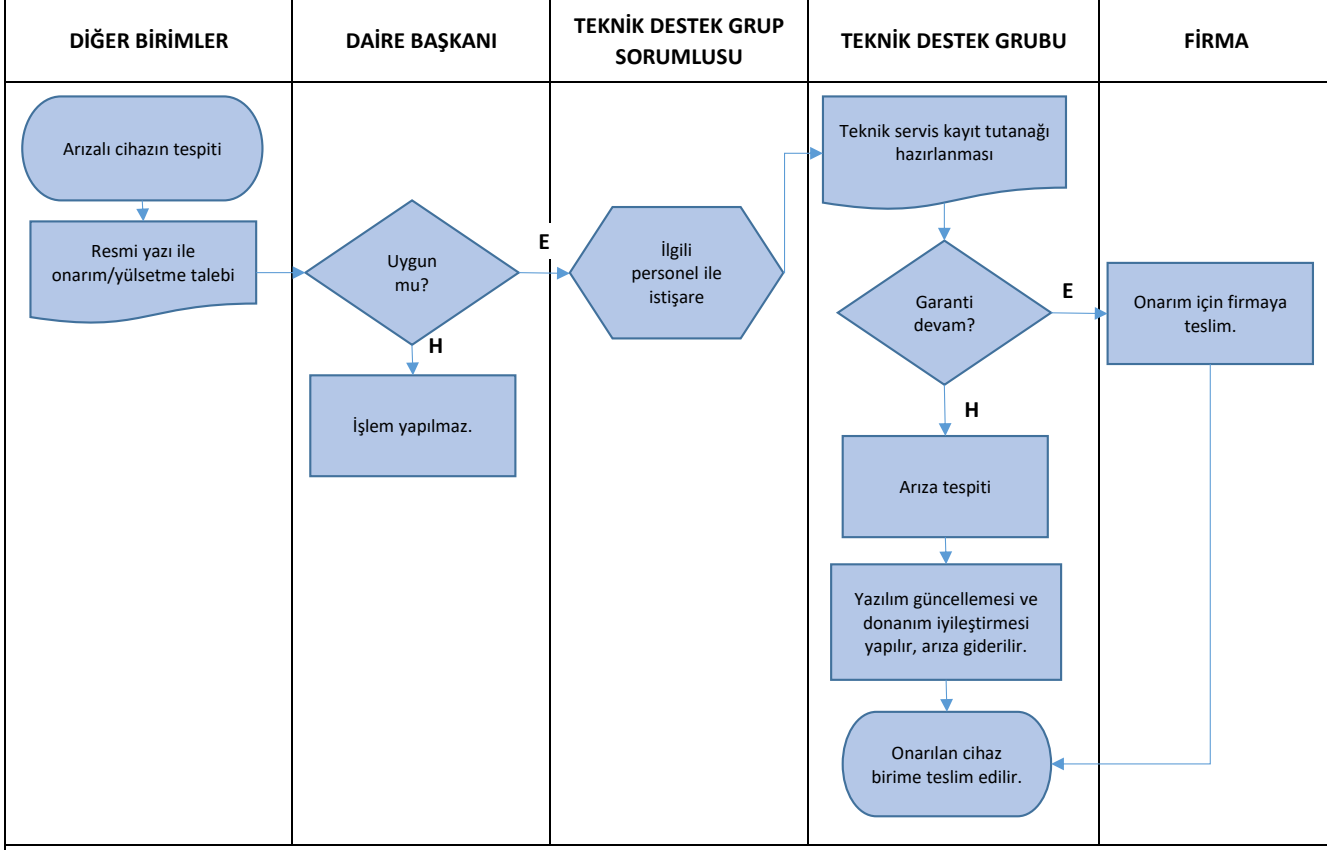 DİĞER BİRİMLER
DAİRE BAŞKANI
TEKNİK DESTEK GRUP
SORUMLUSU
TEKNİK DESTEK GRUBU
FİRMA
Arızalı cihazın tespiti
Resmi yazı ile
onarım/yülsetme talebi
Uygun
mu?
E
H
İşlem yapılmaz.
İlgili
personel ile
istişare
Teknik servis kayıt tutanağı
hazırlanması
Garanti
devam?
E
H
Onarım için firmaya
teslim.
Arıza tespiti
Yazılım güncellemesi ve
donanım iyileştirmesi
yapılır, arıza giderilir.
Onarılan cihaz
birime teslim edilir.